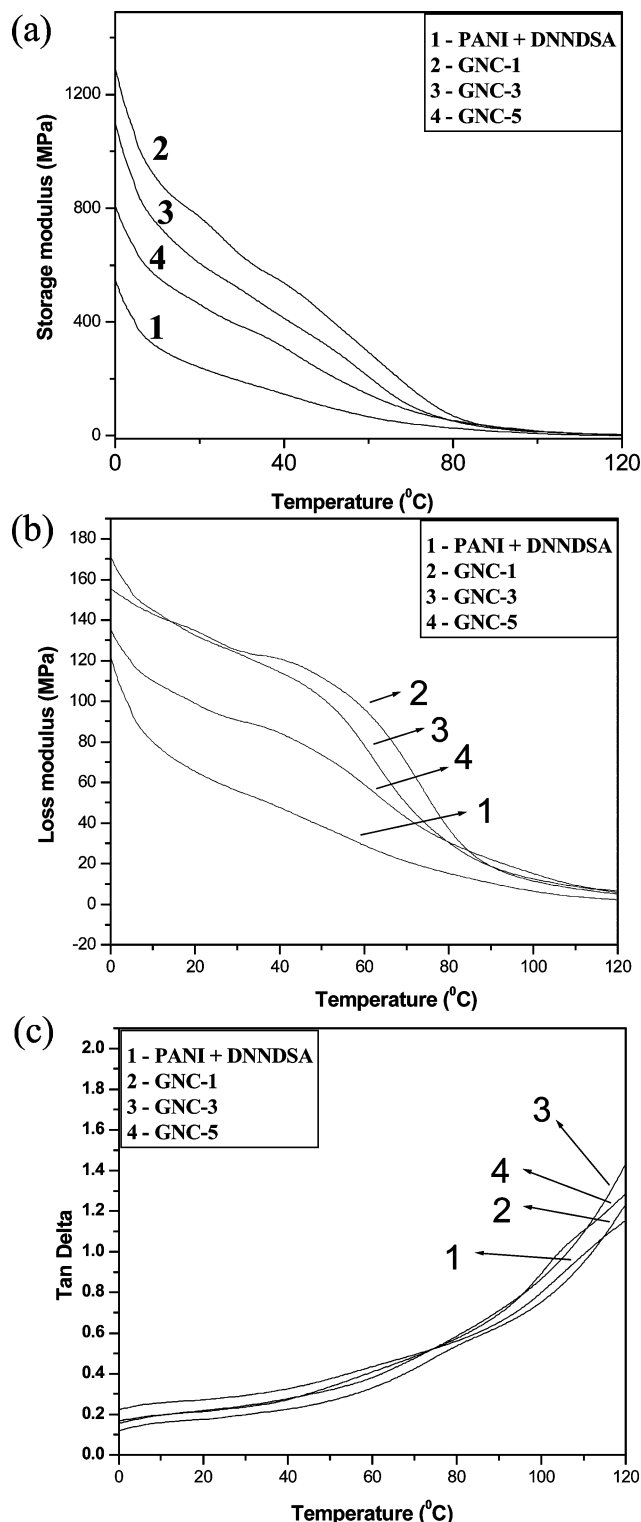 (a)
1 - PANI + DNNDSA
2 - GNC-1
3 - GNC-3
4 - GNC-5
1200
800
400
0
Storage modulus (MPa)
2
3
4
1
0 40 80 120
Temperature (⁰C)
(b)
1 - PANI + DNNDSA
2 - GNC-1
3 - GNC-3
4 - GNC-5
180
160
140
120
100
80
60
40
20
0
-20
Loss modulus (MPa)
2
3
4
1
0 20 40 60 80 100 120
Temperature (⁰C)
(c)
1 - PANI + DNNDSA
2 - GNC-1
3 - GNC-3
4 - GNC-5
2.0
1.8
1.6
1.4
1.2
1.0
0.8
0.6
0.4
0.2
0.0
Tan Delta
3
4
2
1
0 20 40 60 80 100 120
Temperature (⁰C)